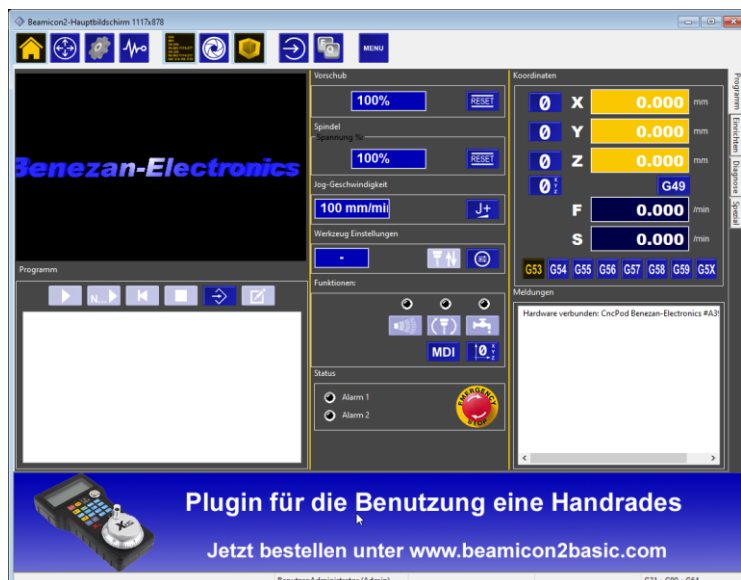 Beamicon2-Hauptbildschirm 1117x878
MENU
Benezan-Electronics
Programm
N...
Vorschub
100%
RESET
Spindel
Spannung %:
100%
RESET
Jog-Geschwindigkeit
100 mm/min
J+
Werkzeug Einstellungen
-
Funktionen:
MDI
Status
Alarm 1
Alarm 2
EMERGENCY
STOP
Koordinaten
0 X 0.000 mm
0 Y 0.000 mm
0 Z 0.000 mm
0 X Y Z G49
F 0.000 /min
S 0.000 /min
G53 G54 G55 G56 G57 G58 G59 G5X
Meldungen
Hardware verbunden: CncPod Benezan-Electronics #A3
Programm
Einrichten
Diagnose
Spezial
Plugin für die Benutzung eine Handrades
Jetzt bestellen unter www.beamicon2basic.com